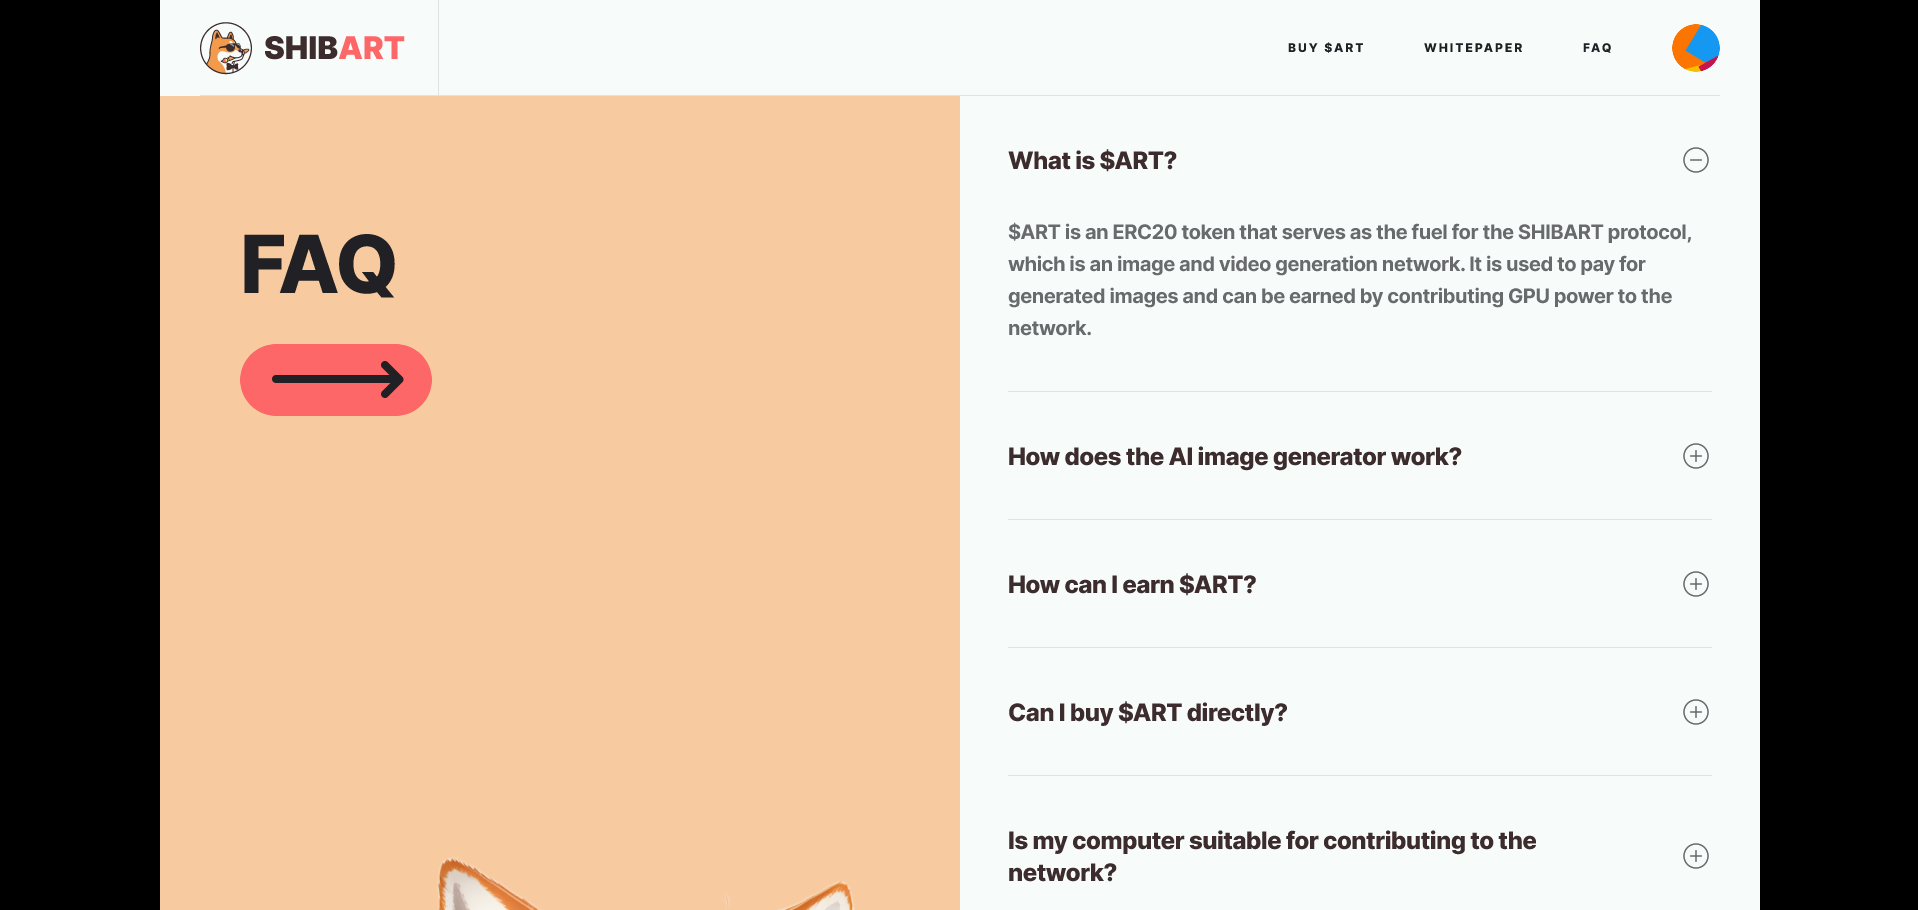 SHIBART
BUY $ART
WHITEPAPER
FAQ
FAQ
What is $ART?
$ART is an ERC20 token that serves as the fuel for the SHIBART protocol,
which is an image and video generation network. It is used to pay for
generated images and can be earned by contributing GPU power to the
network.
How does the AI image generator work?
How can I earn $ART?
Can I buy $ART directly?
Is my computer suitable for contributing to the
network?